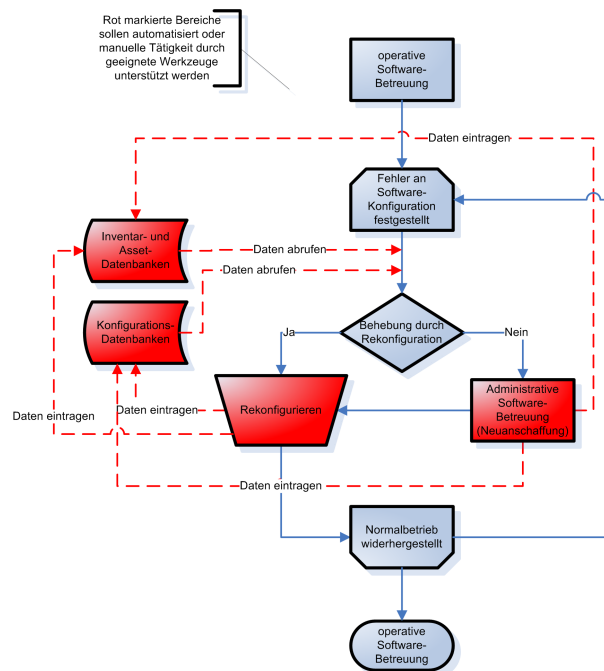 Rot markierte Bereiche
sollen automatisiert oder
manuelle Tätigkeit durch
geeignete Werkzeuge
unterstützt werden
operative
Software-
Betreuung
Daten eintragen
Fehler an
Software-
Konfiguration
festgestellt
Inventar- und
Asset-
Datenbanken
Daten abrufen
Daten abrufen
Konfigurations-
Datenbanken
Behebung durch
Rekonfiguration
Ja
Nein
Administrative
Software-
Betreuung
(Neuanschaffung)
Rekonfigurieren
Daten eintragen
Daten eintragen
Daten eintragen
Normalbetrieb
widerhergestellt
operative
Software-
Betreuung